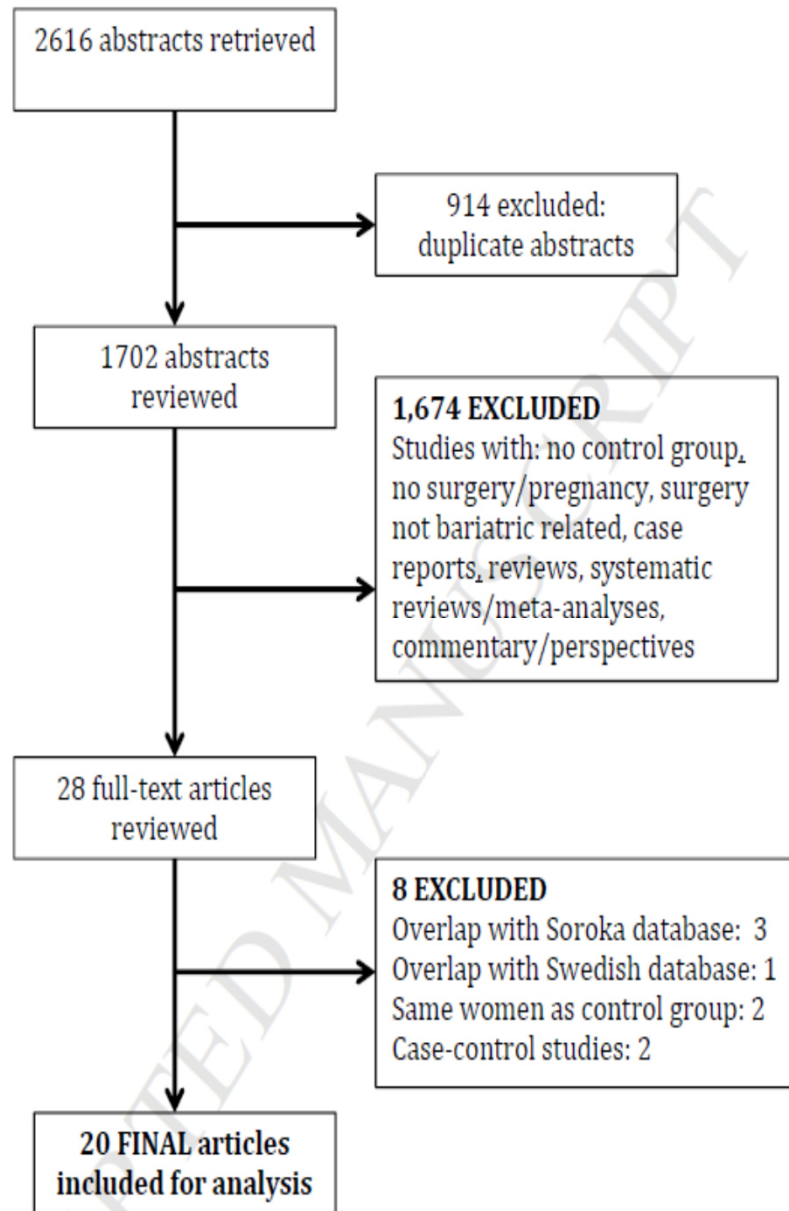 2616 abstracts retrieved
914 excluded:
duplicate abstracts
1702 abstracts
reviewed
1,674 EXCLUDED
Studies with: no control group,
no surgery/pregnancy, surgery
not bariatric related, case
reports, reviews, systematic
reviews/meta-analyses,
commentary/perspectives
28 full-text articles
reviewed
8 EXCLUDED
Overlap with Soroka database: 3
Overlap with Swedish database: 1
Same women as control group: 2
Case-control studies: 2
20 FINAL articles
included for analysis
PTED MANUSCRIPT